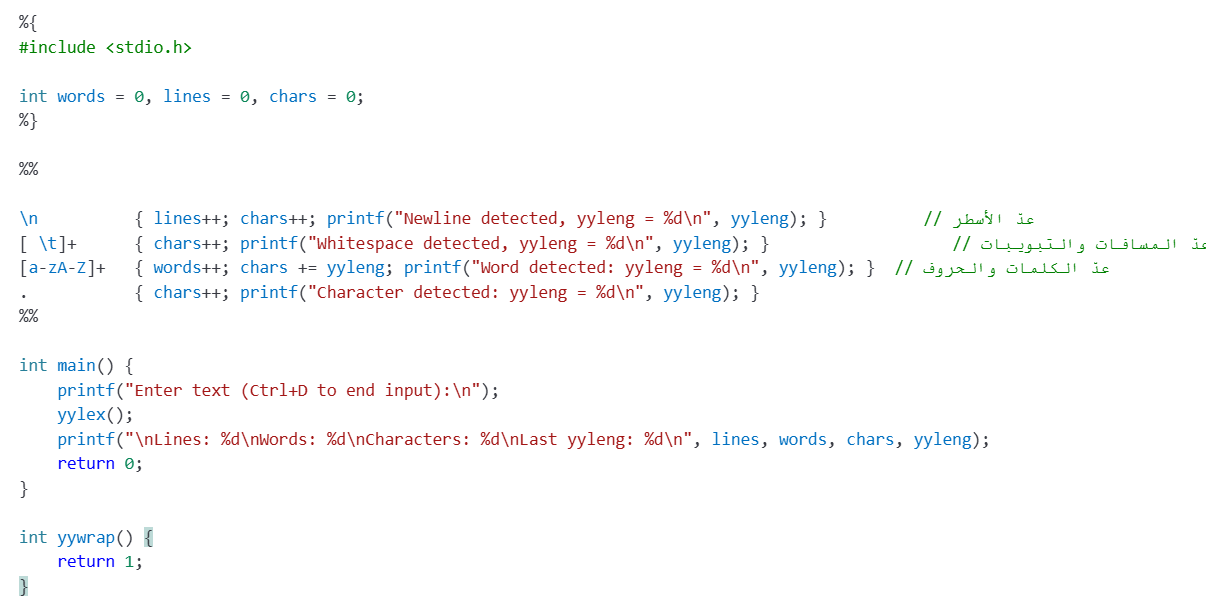 %{
#include <stdio.h>

int words = 0, lines = 0, chars = 0;
%}

%%

\n          { lines++; chars++; printf("Newline detected, yyleng = %d\n", yyleng); }          // عدّ الأسطر
[ \t]+      { chars++; printf("Whitespace detected, yyleng = %d\n", yyleng); }                   // عدّ المسافات والتبويبات
[a-zA-Z]+   { words++; chars += yyleng; printf("Word detected: yyleng = %d\n", yyleng); }  // عدّ الكلمات والحروف
.           { chars++; printf("Character detected: yyleng = %d\n", yyleng); }
%%

int main() {
    printf("Enter text (Ctrl+D to end input):\n");
    yylex();
    printf("\nLines: %d\nWords: %d\nCharacters: %d\nLast yyleng: %d\n", lines, words, chars, yyleng);
    return 0;
}

int yywrap() {
    return 1;
}